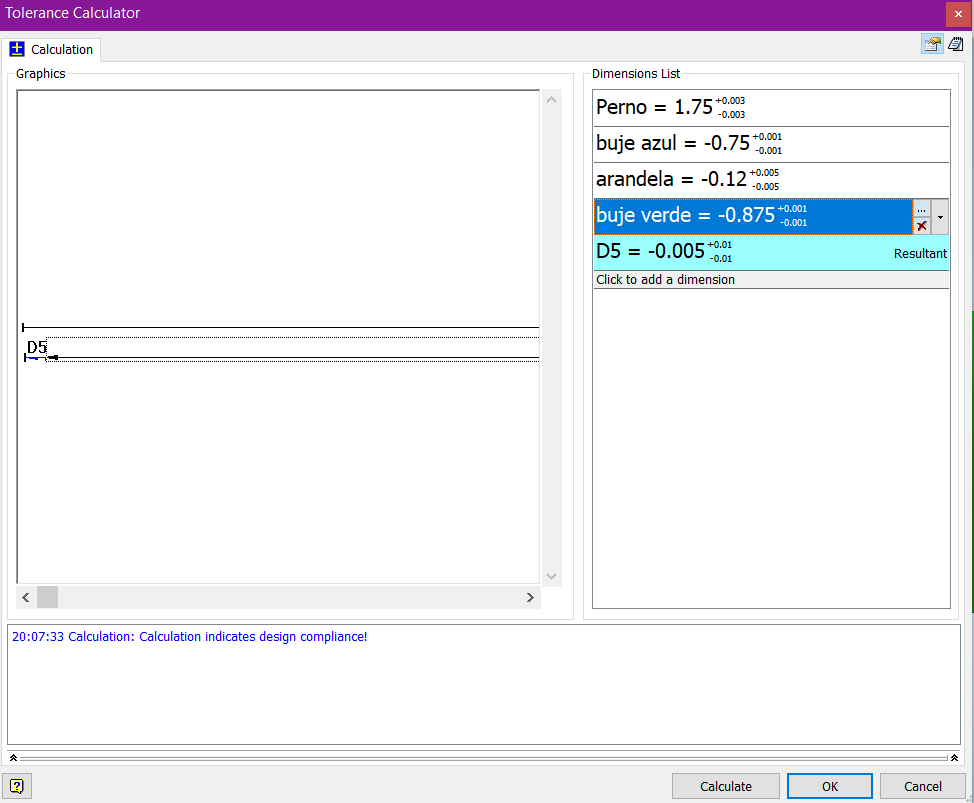 Tolerance Calculator
Calculation
Graphics
D5
Dimensions List
Perno = 1.75 +0.003 -0.003
buje azul = -0.75 +0.001 -0.001
arandela = -0.12 +0.005 -0.005
buje verde = -0.875 +0.001 -0.001
...
D5 = -0.005 +0.01 -0.01 Resultant
Click to add a dimension
20:07:33 Calculation: Calculation indicates design compliance!
Calculate OK Cancel